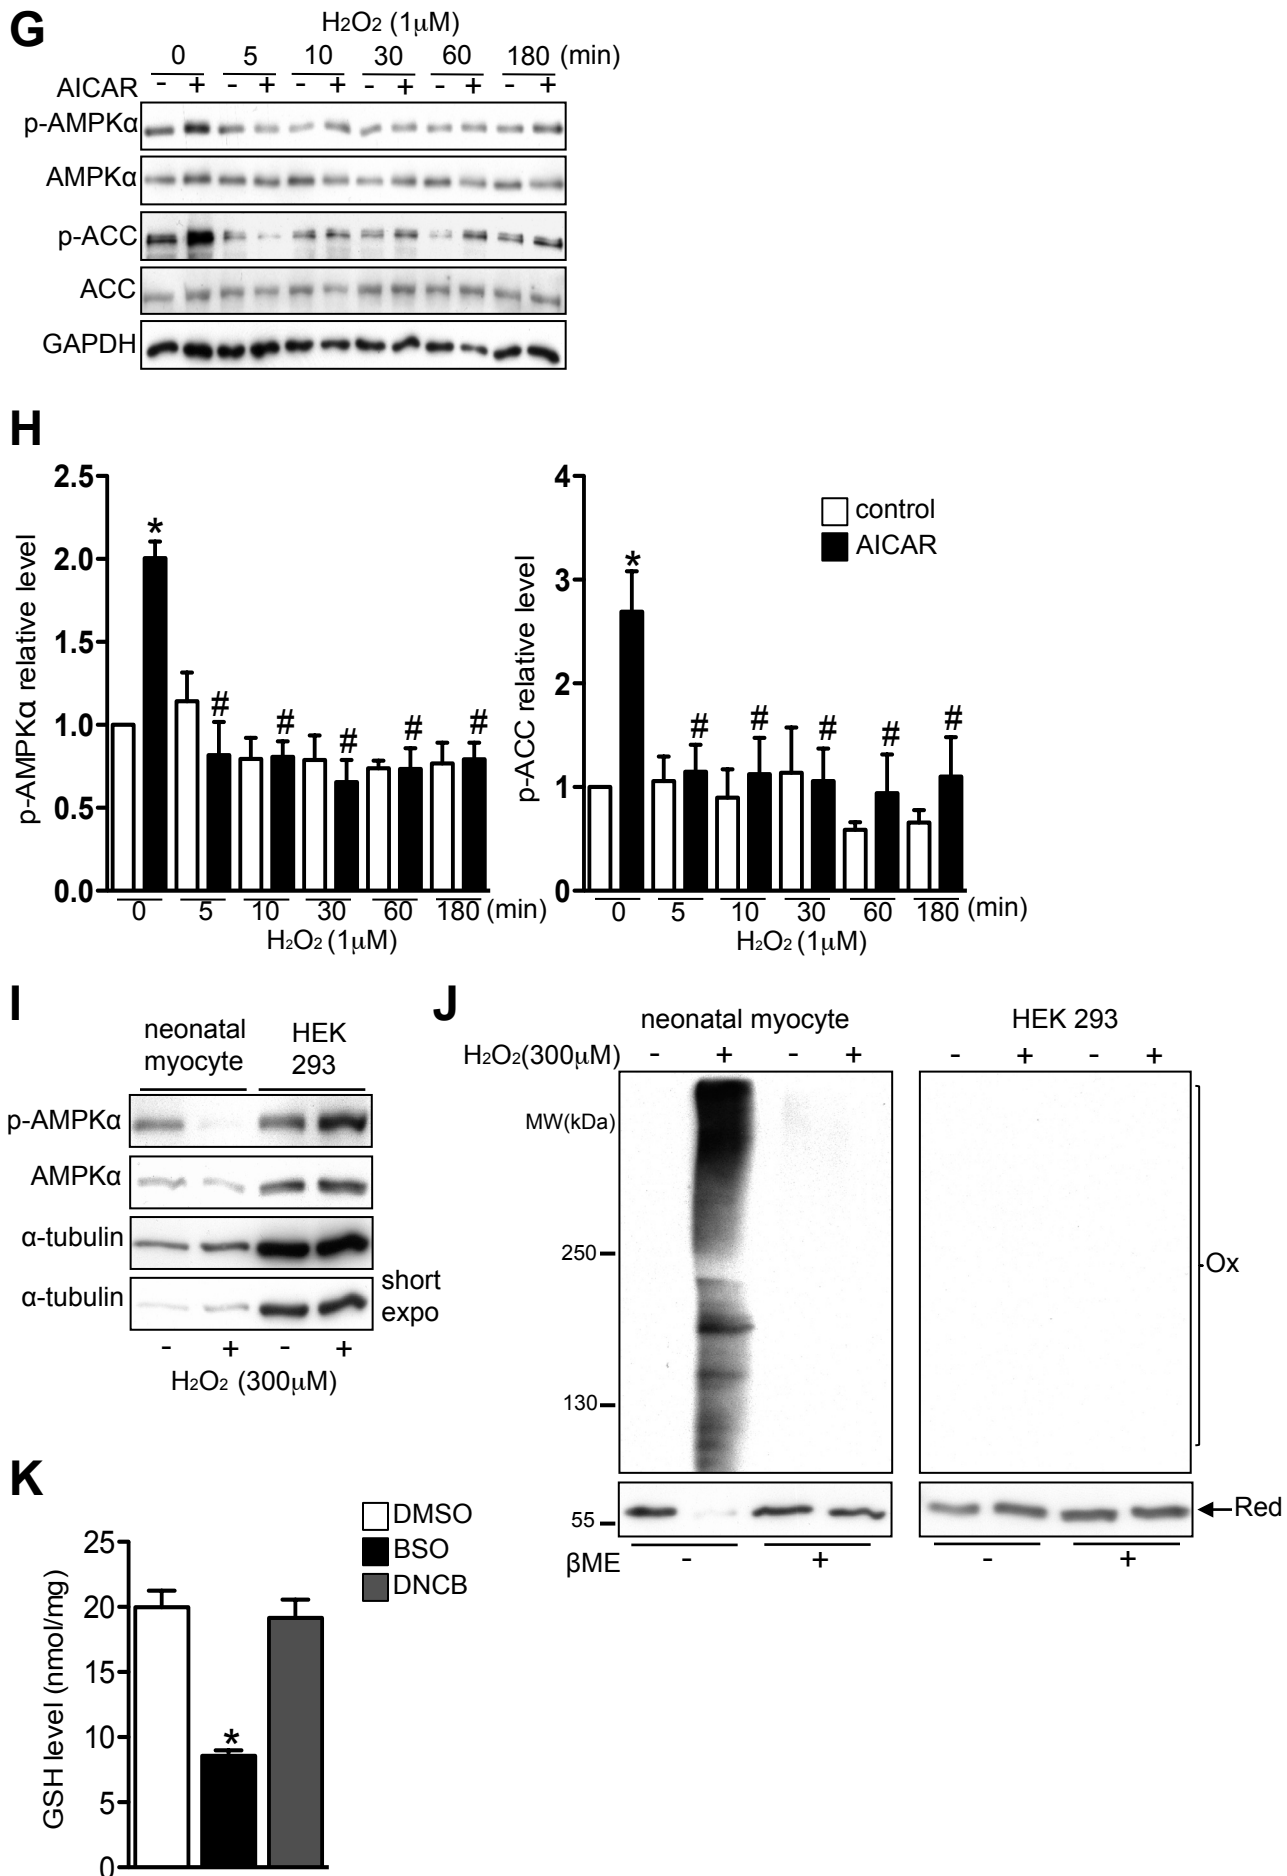 G
H2O2 (1μM)
0 5 10 30 60 180 (min)
AICAR - + - + - + - + - + - +
p-AMPKα
AMPKα
p-ACC
ACC
GAPDH
H
p-AMPKα relative level
2.5
2.0
1.5
1.0
0.5
0.0
* # # # # #
0 5 10 30 60 180 (min)
H2O2 (1μM)
p-ACC relative level
4
3
2
1
0
* # # # # #
0 5 10 30 60 180 (min)
H2O2 (1μM)
control
AICAR
I
neonatal
myocyte
HEK
293
p-AMPKα
AMPKα
α-tubulin
α-tubulin
short
expo
- + - +
H2O2 (300μM)
J
neonatal myocyte
HEK 293
H2O2(300μM) - + - + - + - +
MW(kDa)
250
130
55
Ox
Red
βME - + - +
K
DMSO
BSO
DNCB
GSH level (nmol/mg)
25
20
15
10
5
0
*